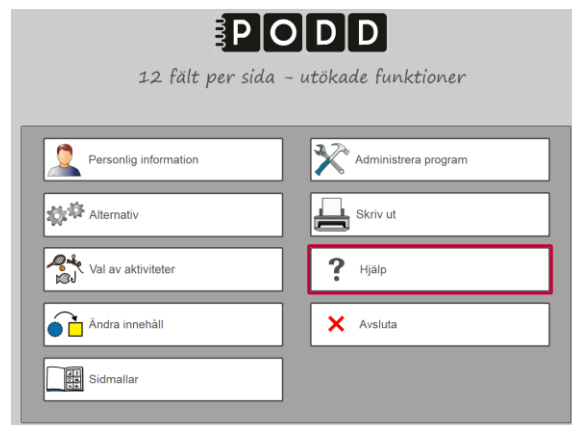 PODD
12 fält per sida - utökade funktioner
Personlig information
Alternativ
Val av aktiviteter
Ändra innehåll
Sidmallar
Administrera program
Skriv ut
Hjälp
Avsluta